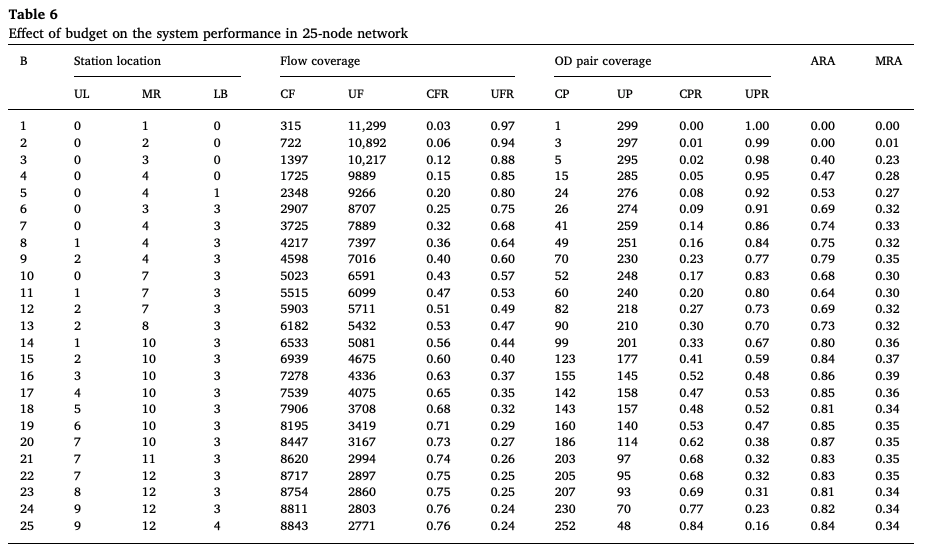 Table 6
Effect of budget on the system performance in 25-node network
B Station location Flow coverage OD pair coverage ARA MRA
UL MR LB CF UF CFR UFR CP UP CPR UPR
1 0 1 0 315 11,299 0.03 0.97 1 299 0.00 1.00 0.00 0.00
2 0 2 0 722 10,892 0.06 0.94 3 297 0.01 0.99 0.00 0.01
3 0 3 0 1397 10,217 0.12 0.88 5 295 0.02 0.98 0.40 0.23
4 0 4 0 1725 9889 0.15 0.85 15 285 0.05 0.95 0.47 0.28
5 0 4 1 2348 9266 0.20 0.80 24 276 0.08 0.92 0.53 0.27
6 0 3 3 2907 8707 0.25 0.75 26 274 0.09 0.91 0.69 0.32
7 0 4 3 3725 7889 0.32 0.68 41 259 0.14 0.86 0.74 0.33
8 1 4 3 4217 7397 0.36 0.64 49 251 0.16 0.84 0.75 0.32
9 2 4 3 4598 7016 0.40 0.60 70 230 0.23 0.77 0.79 0.35
10 0 7 3 5023 6591 0.43 0.57 52 248 0.17 0.83 0.68 0.30
11 1 7 3 5515 6099 0.47 0.53 60 240 0.20 0.80 0.64 0.30
12 2 7 3 5903 5711 0.51 0.49 82 218 0.27 0.73 0.69 0.32
13 2 8 3 6182 5432 0.53 0.47 90 210 0.30 0.70 0.73 0.32
14 1 10 3 6533 5081 0.56 0.44 99 201 0.33 0.67 0.80 0.36
15 2 10 3 6939 4675 0.60 0.40 123 177 0.41 0.59 0.84 0.37
16 3 10 3 7278 4336 0.63 0.37 155 145 0.52 0.48 0.86 0.39
17 4 10 3 7539 4075 0.65 0.35 142 158 0.47 0.53 0.85 0.36
18 5 10 3 7906 3708 0.68 0.32 143 157 0.48 0.52 0.81 0.34
19 6 10 3 8195 3419 0.71 0.29 160 140 0.53 0.47 0.85 0.35
20 7 10 3 8447 3167 0.73 0.27 186 114 0.62 0.38 0.87 0.35
21 7 11 3 8620 2994 0.74 0.26 203 97 0.68 0.32 0.83 0.35
22 7 12 3 8717 2897 0.75 0.25 205 95 0.68 0.32 0.83 0.35
23 8 12 3 8754 2860 0.75 0.25 207 93 0.69 0.31 0.81 0.34
24 9 12 3 8811 2803 0.76 0.24 230 70 0.77 0.23 0.82 0.34
25 9 12 4 8843 2771 0.76 0.24 252 48 0.84 0.16 0.84 0.34